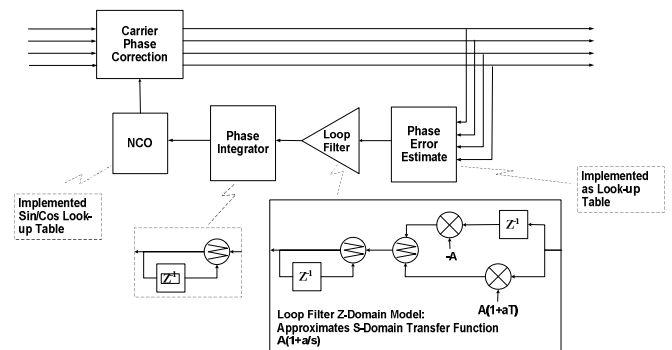 Carrier
Phase
Correction
NCO
Phase
Integrator
Loop
Filter
Phase
Error
Estimate
Implemented
Sin/Cos Look-
up Table
Implemented
as Look-up
Table
Z-1
Z-1
Z-1
-A
A(1+aT)
Loop Filter Z-Domain Model:
Approximates S-Domain Transfer Function
A(1+a/s)